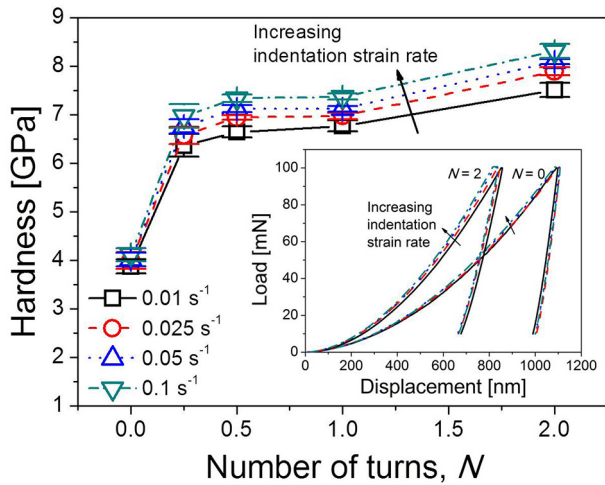 9
8
7
6
5
4
3
2
1
Hardness [GPa]
Increasing
indentation strain rate
0.01 s⁻¹
0.025 s⁻¹
0.05 s⁻¹
0.1 s⁻¹
100
80
60
40
20
0
Load [mN]
N = 2
N = 0
Increasing
indentation
strain rate
0 200 400 600 800 1000 1200
Displacement [nm]
0.0 0.5 1.0 1.5 2.0
Number of turns, N